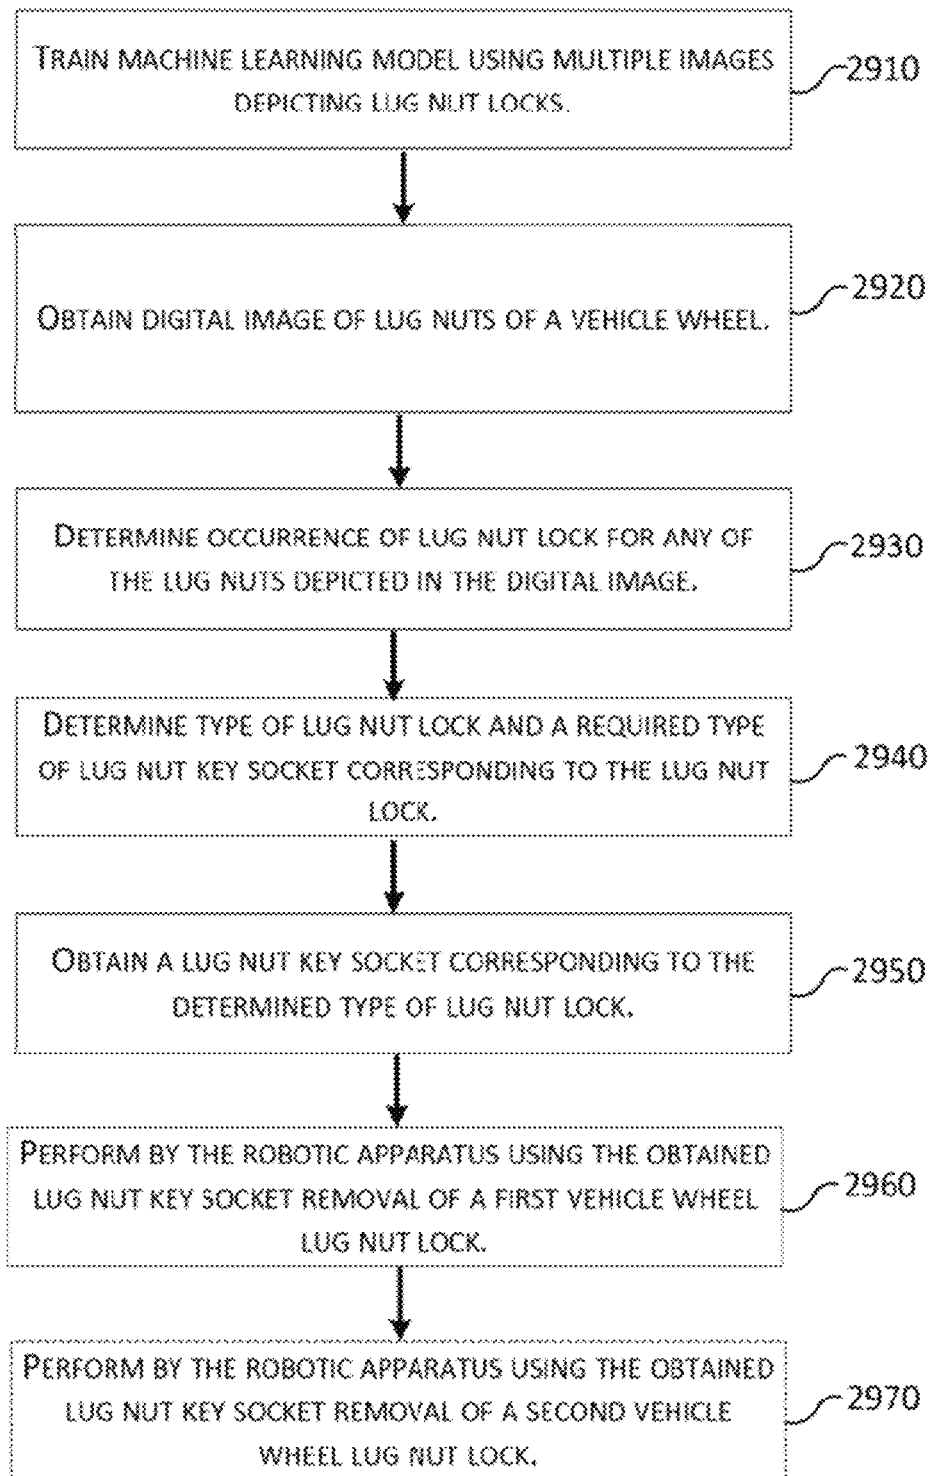 TRAIN MACHINE LEARNING MODEL USING MULTIPLE IMAGES
DEPICTING LUG NUT LOCKS.
2910
OBTAIN DIGITAL IMAGE OF LUG NUTS OF A VEHICLE WHEEL.
2920
DETERMINE OCCURRENCE OF LUG NUT LOCK FOR ANY OF
THE LUG NUTS DEPICTED IN THE DIGITAL IMAGE.
2930
DETERMINE TYPE OF LUG NUT LOCK AND A REQUIRED TYPE
OF LUG NUT KEY SOCKET CORRESPONDING TO THE LUG NUT
LOCK.
2940
OBTAIN A LUG NUT KEY SOCKET CORRESPONDING TO THE
DETERMINED TYPE OF LUG NUT LOCK.
2950
PERFORM BY THE ROBOTIC APPARATUS USING THE OBTAINED
LUG NUT KEY SOCKET REMOVAL OF A FIRST VEHICLE WHEEL
LUG NUT LOCK.
2960
PERFORM BY THE ROBOTIC APPARATUS USING THE OBTAINED
LUG NUT KEY SOCKET REMOVAL OF A SECOND VEHICLE
WHEEL LUG NUT LOCK.
2970